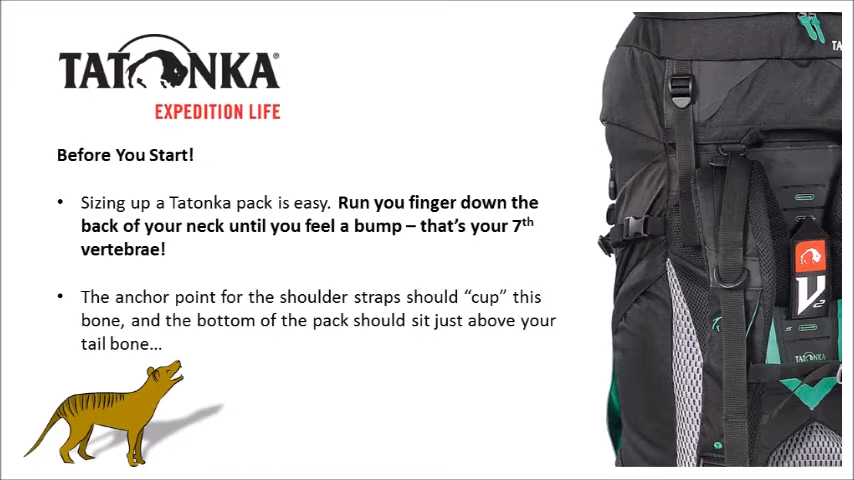 TATONKA®
EXPEDITION LIFE
Before You Start!
• Sizing up a Tatonka pack is easy. Run you finger down the
back of your neck until you feel a bump – that's your 7th
vertebrae!
• The anchor point for the shoulder straps should “cup” this
bone, and the bottom of the pack should sit just above your
tail bone...
TA
V2
TATONKA